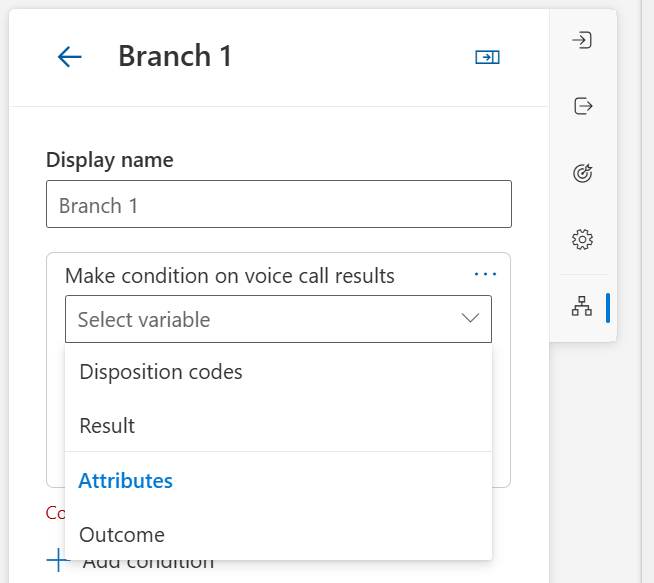 Branch 1
Display name
Branch 1
Make condition on voice call results
Select variable
Disposition codes
Result
Attributes
Co
Outcome
Add condition